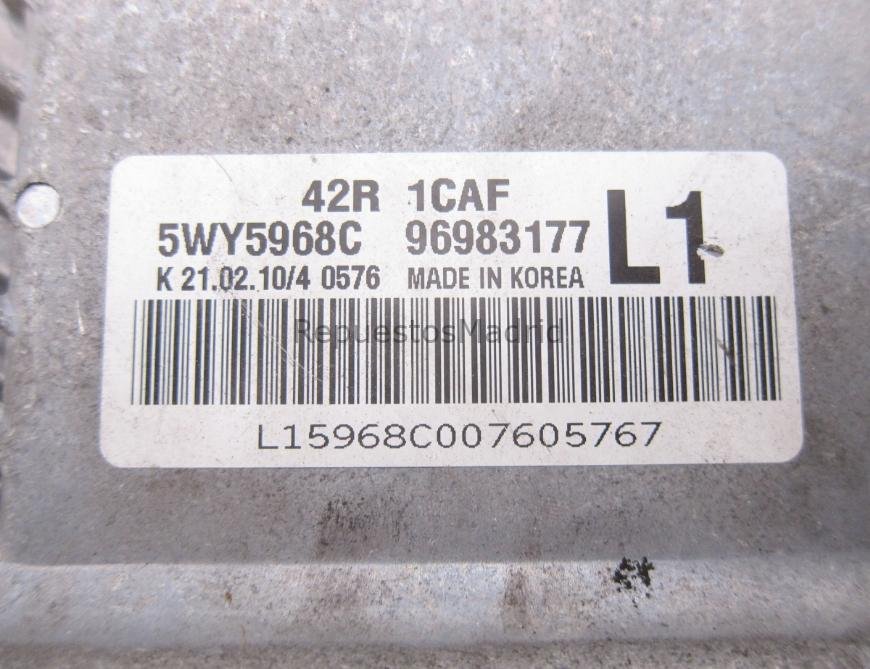 42R 1CAF
L1
5WY5968C 96983177
K 21.02.10/4 0576 MADE IN KOREA
RepuestosMadrid
L15968C007605767